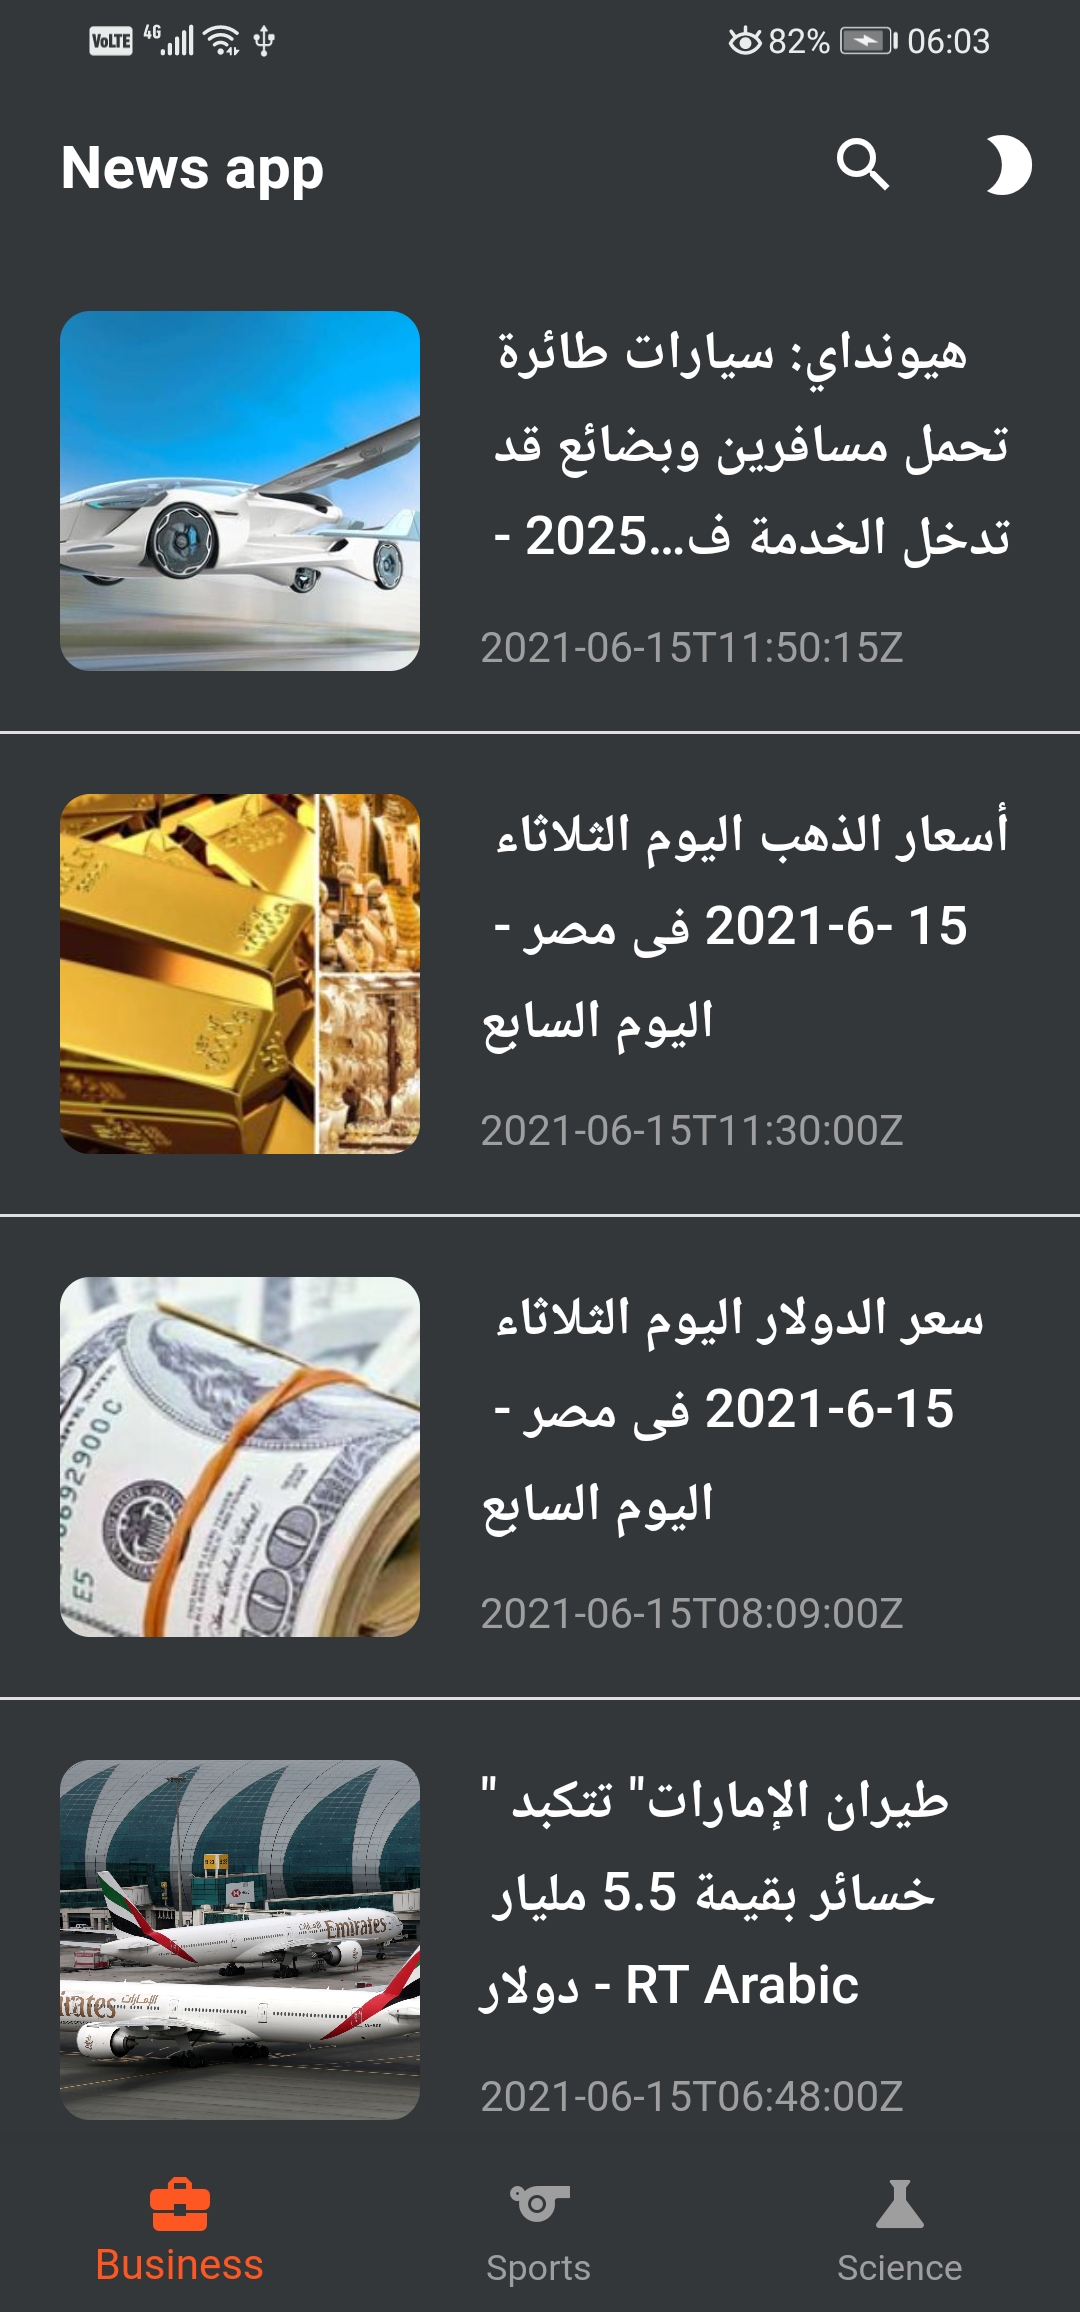 VoLTE 4G 82% 06:03
News app
هيونداي: سيارات طائرة
تحمل مسافرين وبضائع قد
تدخل الخدمة ف...2025 -
2021-06-15T11:50:15Z
أسعار الذهب اليوم الثلاثاء
15 -6-2021 فى مصر -
اليوم السابع
2021-06-15T11:30:00Z
سعر الدولار اليوم الثلاثاء
15-6-2021 فى مصر -
اليوم السابع
2021-06-15T08:09:00Z
"طيران الإمارات" تتكبد
خسائر بقيمة 5.5 مليار
دولار - RT Arabic
2021-06-15T06:48:00Z
Emirates
Business
Sports
Science